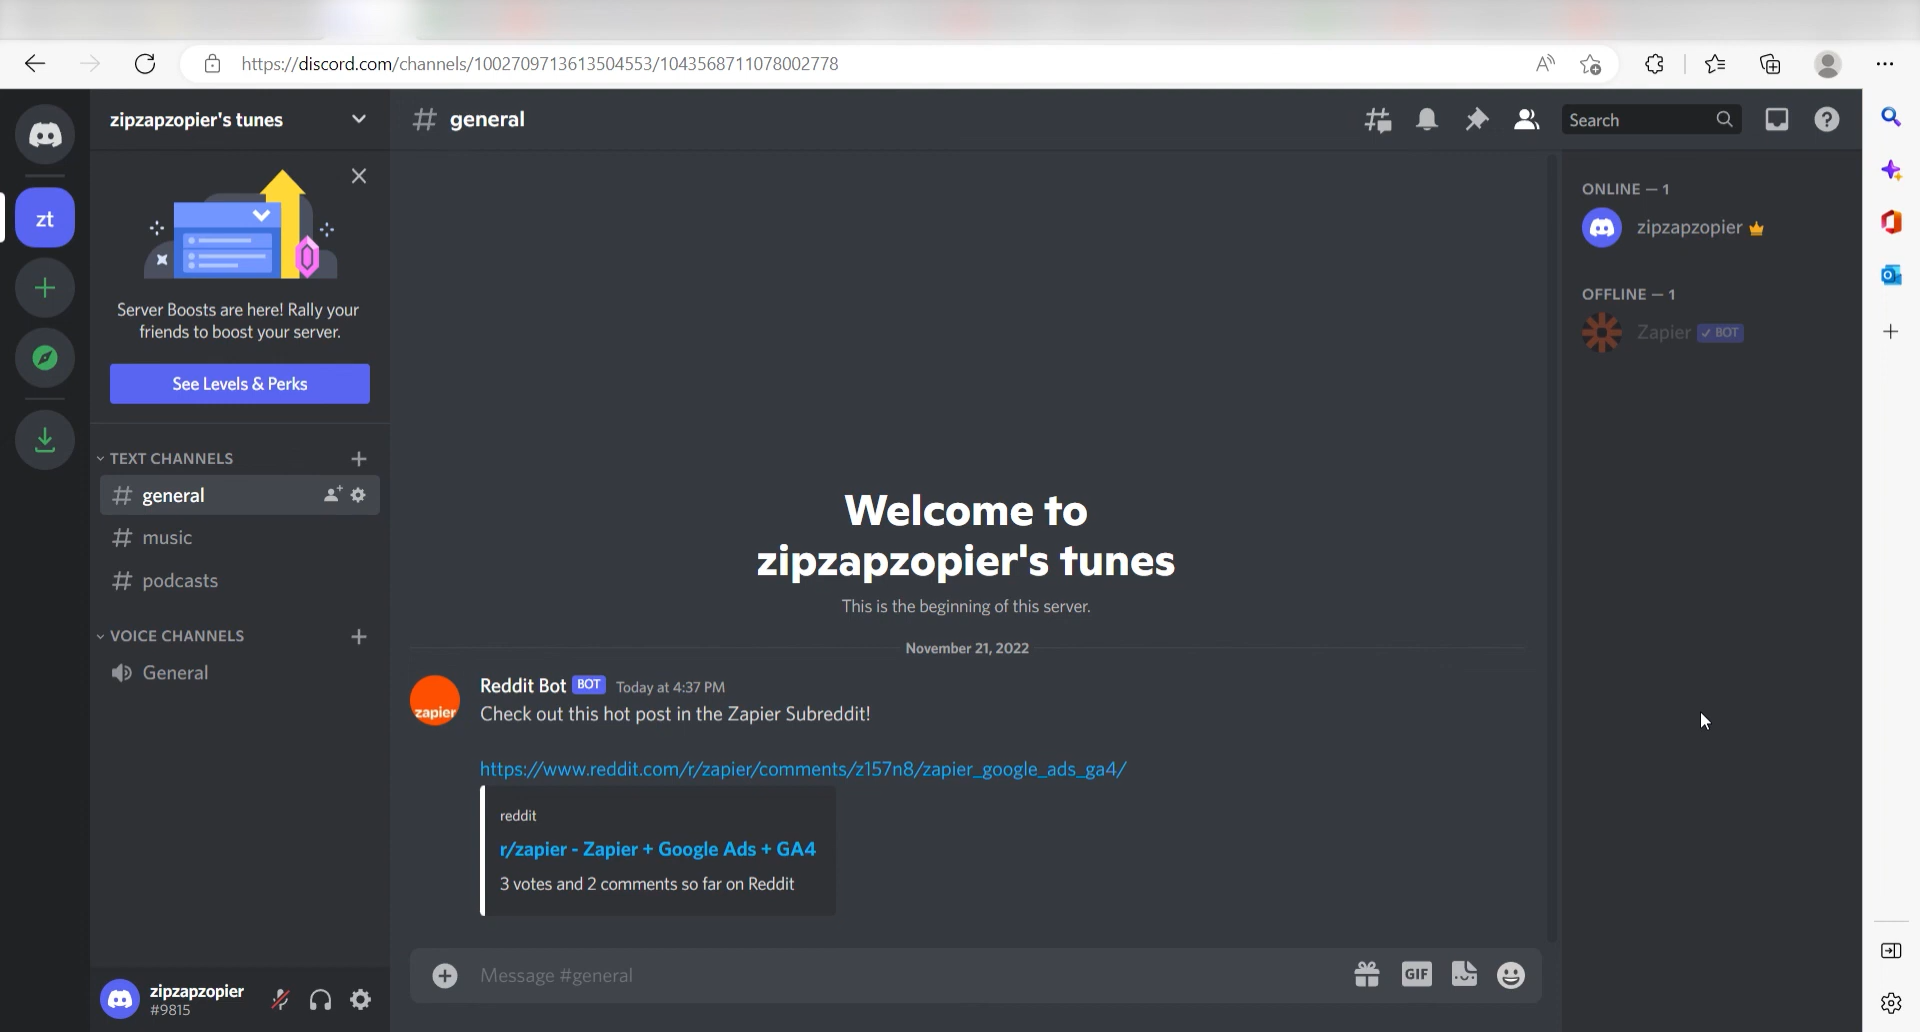 https://discord.com/channels/1002709713613504553/1043568711078002778
zipzapzopier's tunes
# general
Search
zt
Server Boosts are here! Rally your
friends to boost your server.
See Levels & Perks
TEXT CHANNELS
# general
# music
# podcasts
VOICE CHANNELS
General
zipzapzopier
#9815
Welcome to
zipzapzopier's tunes
This is the beginning of this server.
November 21, 2022
zapier
Reddit Bot BOT Today at 4:37 PM
Check out this hot post in the Zapier Subreddit!
https://www.reddit.com/r/zapier/comments/z157n8/zapier_google_ads_ga4/
reddit
r/zapier - Zapier + Google Ads + GA4
3 votes and 2 comments so far on Reddit
Message #general
GIF
ONLINE — 1
zipzapzopier
OFFLINE — 1
Zapier ✓ BOT